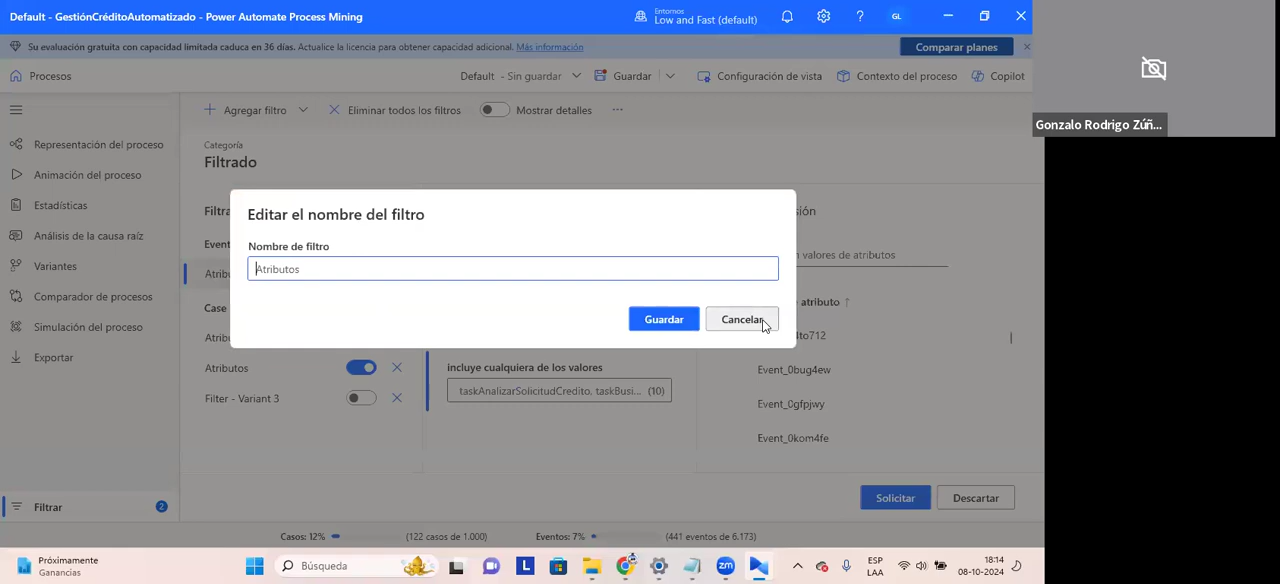 Default - GestiónCréditoAutomatizado - Power Automate Process Mining
Entornos
Low and Fast (default)
GL
Su evaluación gratuita con capacidad limitada caduca en 36 días. Actualice la licencia para obtener capacidad adicional. Más información
Comparar planes
Procesos
Default - Sin guardar
Guardar
Configuración de vista
Contexto del proceso
Copilot
Agregar filtro
Eliminar todos los filtros
Mostrar detalles
Gonzalo Rodrigo Zúñ...
Representación del proceso
Animación del proceso
Estadísticas
Análisis de la causa raíz
Variantes
Comparador de procesos
Simulación del proceso
Exportar
Filtrar
2
Categoría
Filtrado
Filtra
Event
Atribu
Case
Atribu
Atributos
Filter - Variant 3
Editar el nombre del filtro
Nombre de filtro
Atributos
Guardar
Cancelar
incluye cualquiera de los valores
taskAnalizarSolicitudCredito, taskBusi... (10)
sión
n valores de atributos
atributo
lto712
Event_0bug4ew
Event_0gfpjwy
Event_0kom4fe
Solicitar
Descartar
Casos: 12%
(122 casos de 1.000)
Eventos: 7%
(441 eventos de 6.173)
Próximamente
Ganancias
Búsqueda
L
zm
ESP
LAA
18:14
08-10-2024